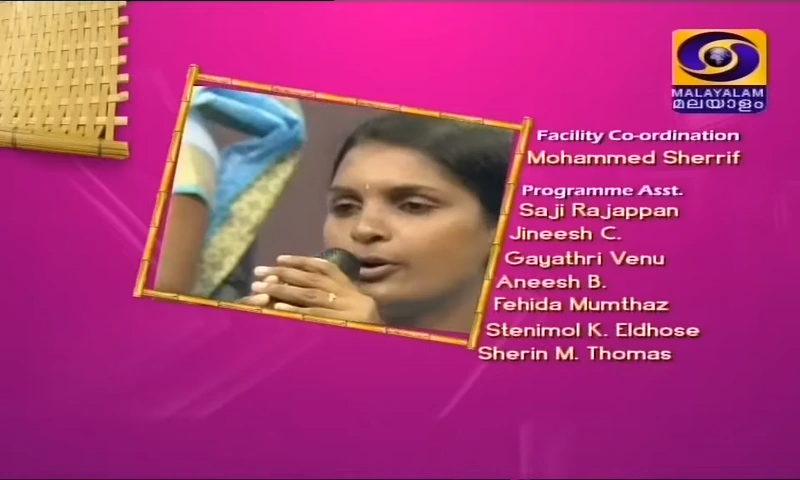 MALAYALAM
മലയാളം
Facility Co-ordination
Mohammed Sherrif
Programme Asst.
Saji Rajappan
Jineesh C.
Gayathri Venu
Aneesh B.
Fehida Mumthaz
Stenimol K. Eldhose
Sherin M. Thomas